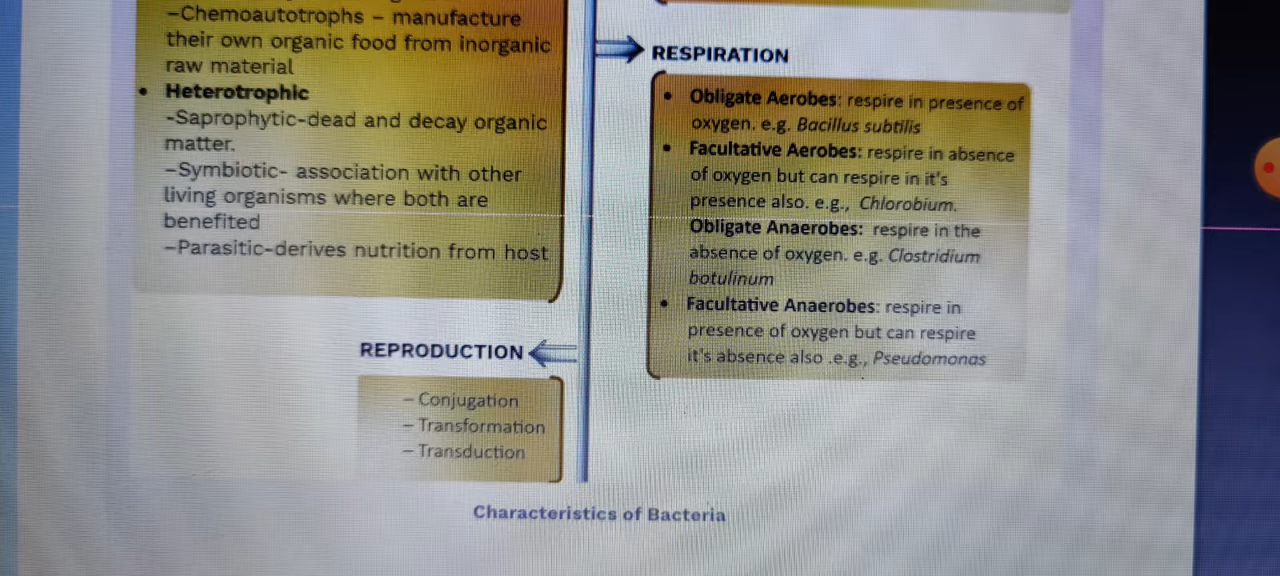 –Chemoautotrophs – manufacture
their own organic food from inorganic
raw material
• Heterotrophic
-Saprophytic-dead and decay organic
matter.
–Symbiotic- association with other
living organisms where both are
benefited
–Parasitic-derives nutrition from host
REPRODUCTION
– Conjugation
– Transformation
– Transduction
RESPIRATION
• Obligate Aerobes: respire in presence of
oxygen. e.g. Bacillus subtilis
• Facultative Aerobes: respire in absence
of oxygen but can respire in it's
presence also. e.g., Chlorobium.
Obligate Anaerobes: respire in the
absence of oxygen. e.g. Clostridium
botulinum
• Facultative Anaerobes: respire in
presence of oxygen but can respire
it's absence also .e.g., Pseudomonas
Characteristics of Bacteria